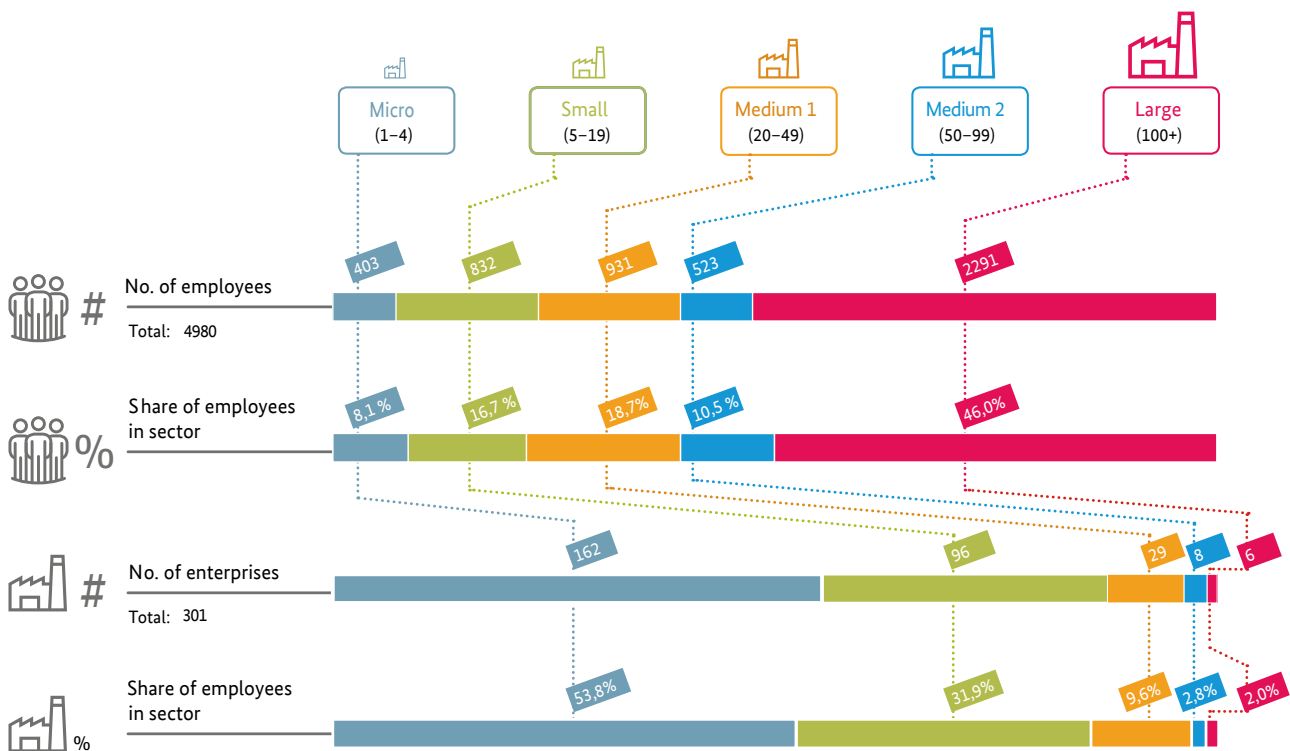 Micro
(1–4)
Small
(5–19)
Medium 1
(20–49)
Medium 2
(50–99)
Large
(100+)
#
No. of employees
Total: 4980
403
832
931
523
2291
%
Share of employees
in sector
8,1 %
16,7 %
18,7%
10,5 %
46,0%
#
No. of enterprises
Total: 301
162
96
29
8
6
%
Share of employees
in sector
53,8%
31,9%
9,6%
2,8%
2,0%